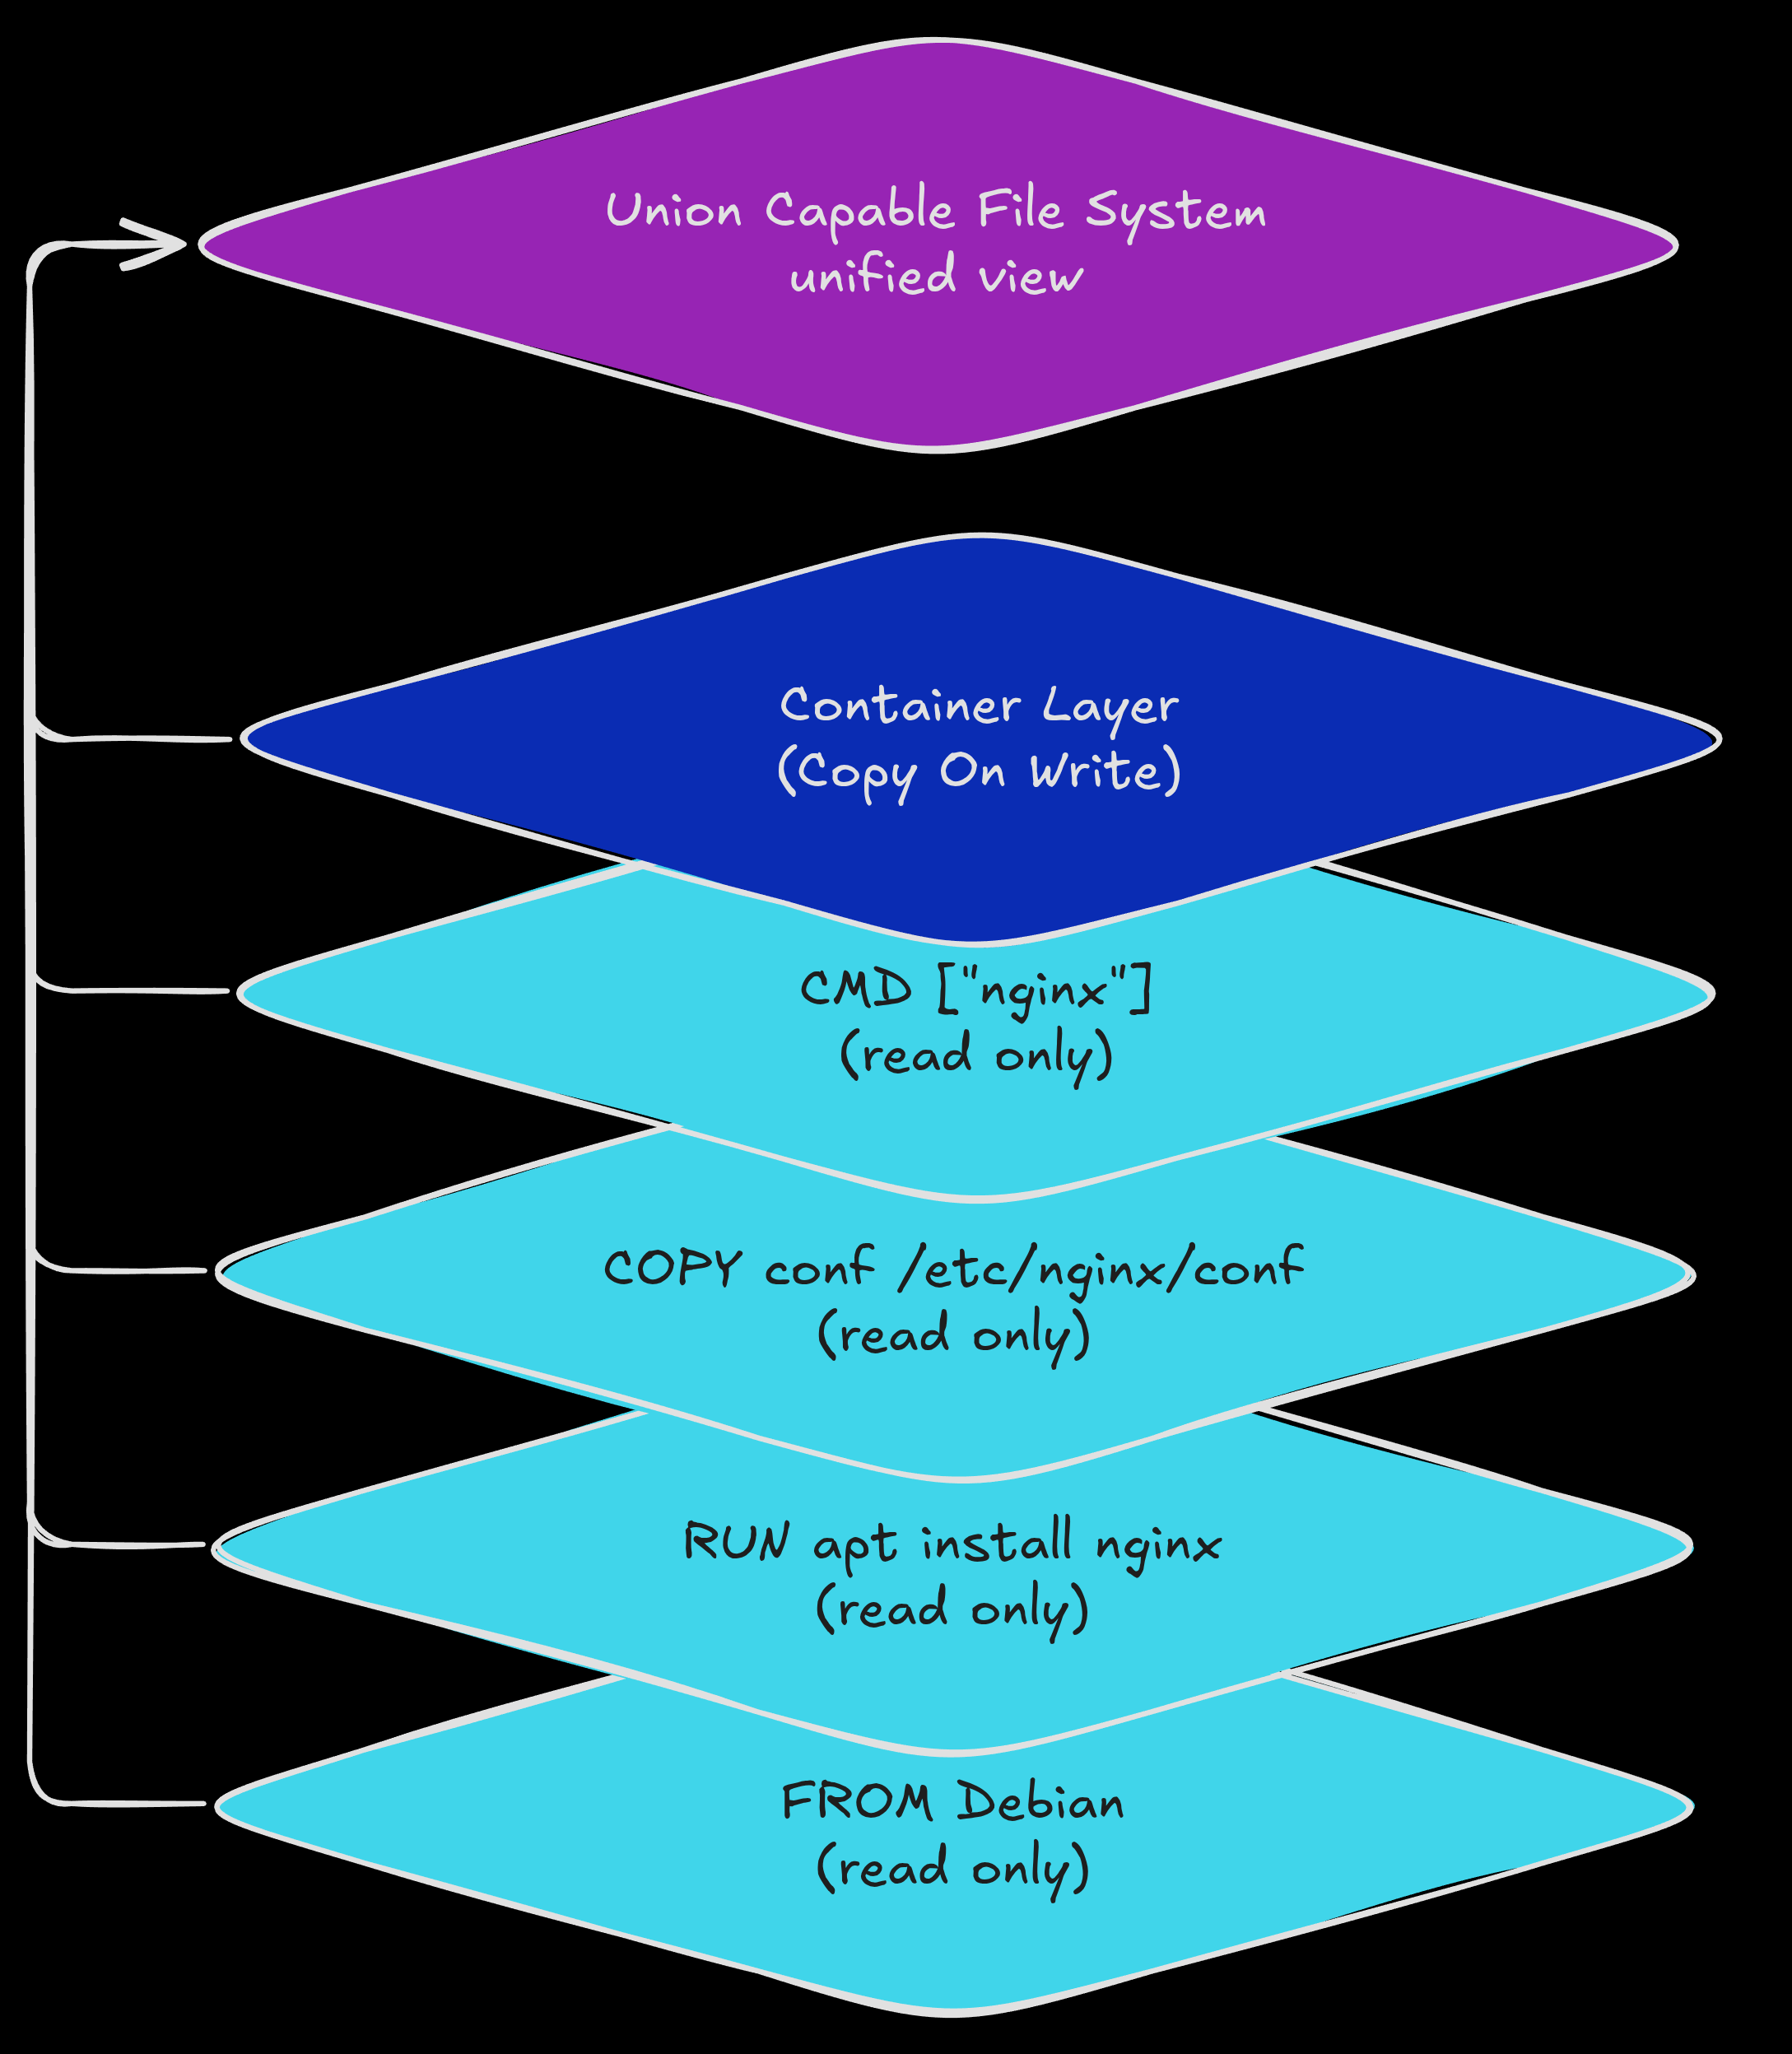 Union Capable File System
unified view
Container Layer
(Copy On Write)
CMD ["nginx"]
(read only)
COPY conf /etc/nginx/conf
(read only)
RUN apt install nginx
(read only)
FROM Debian
(read only)